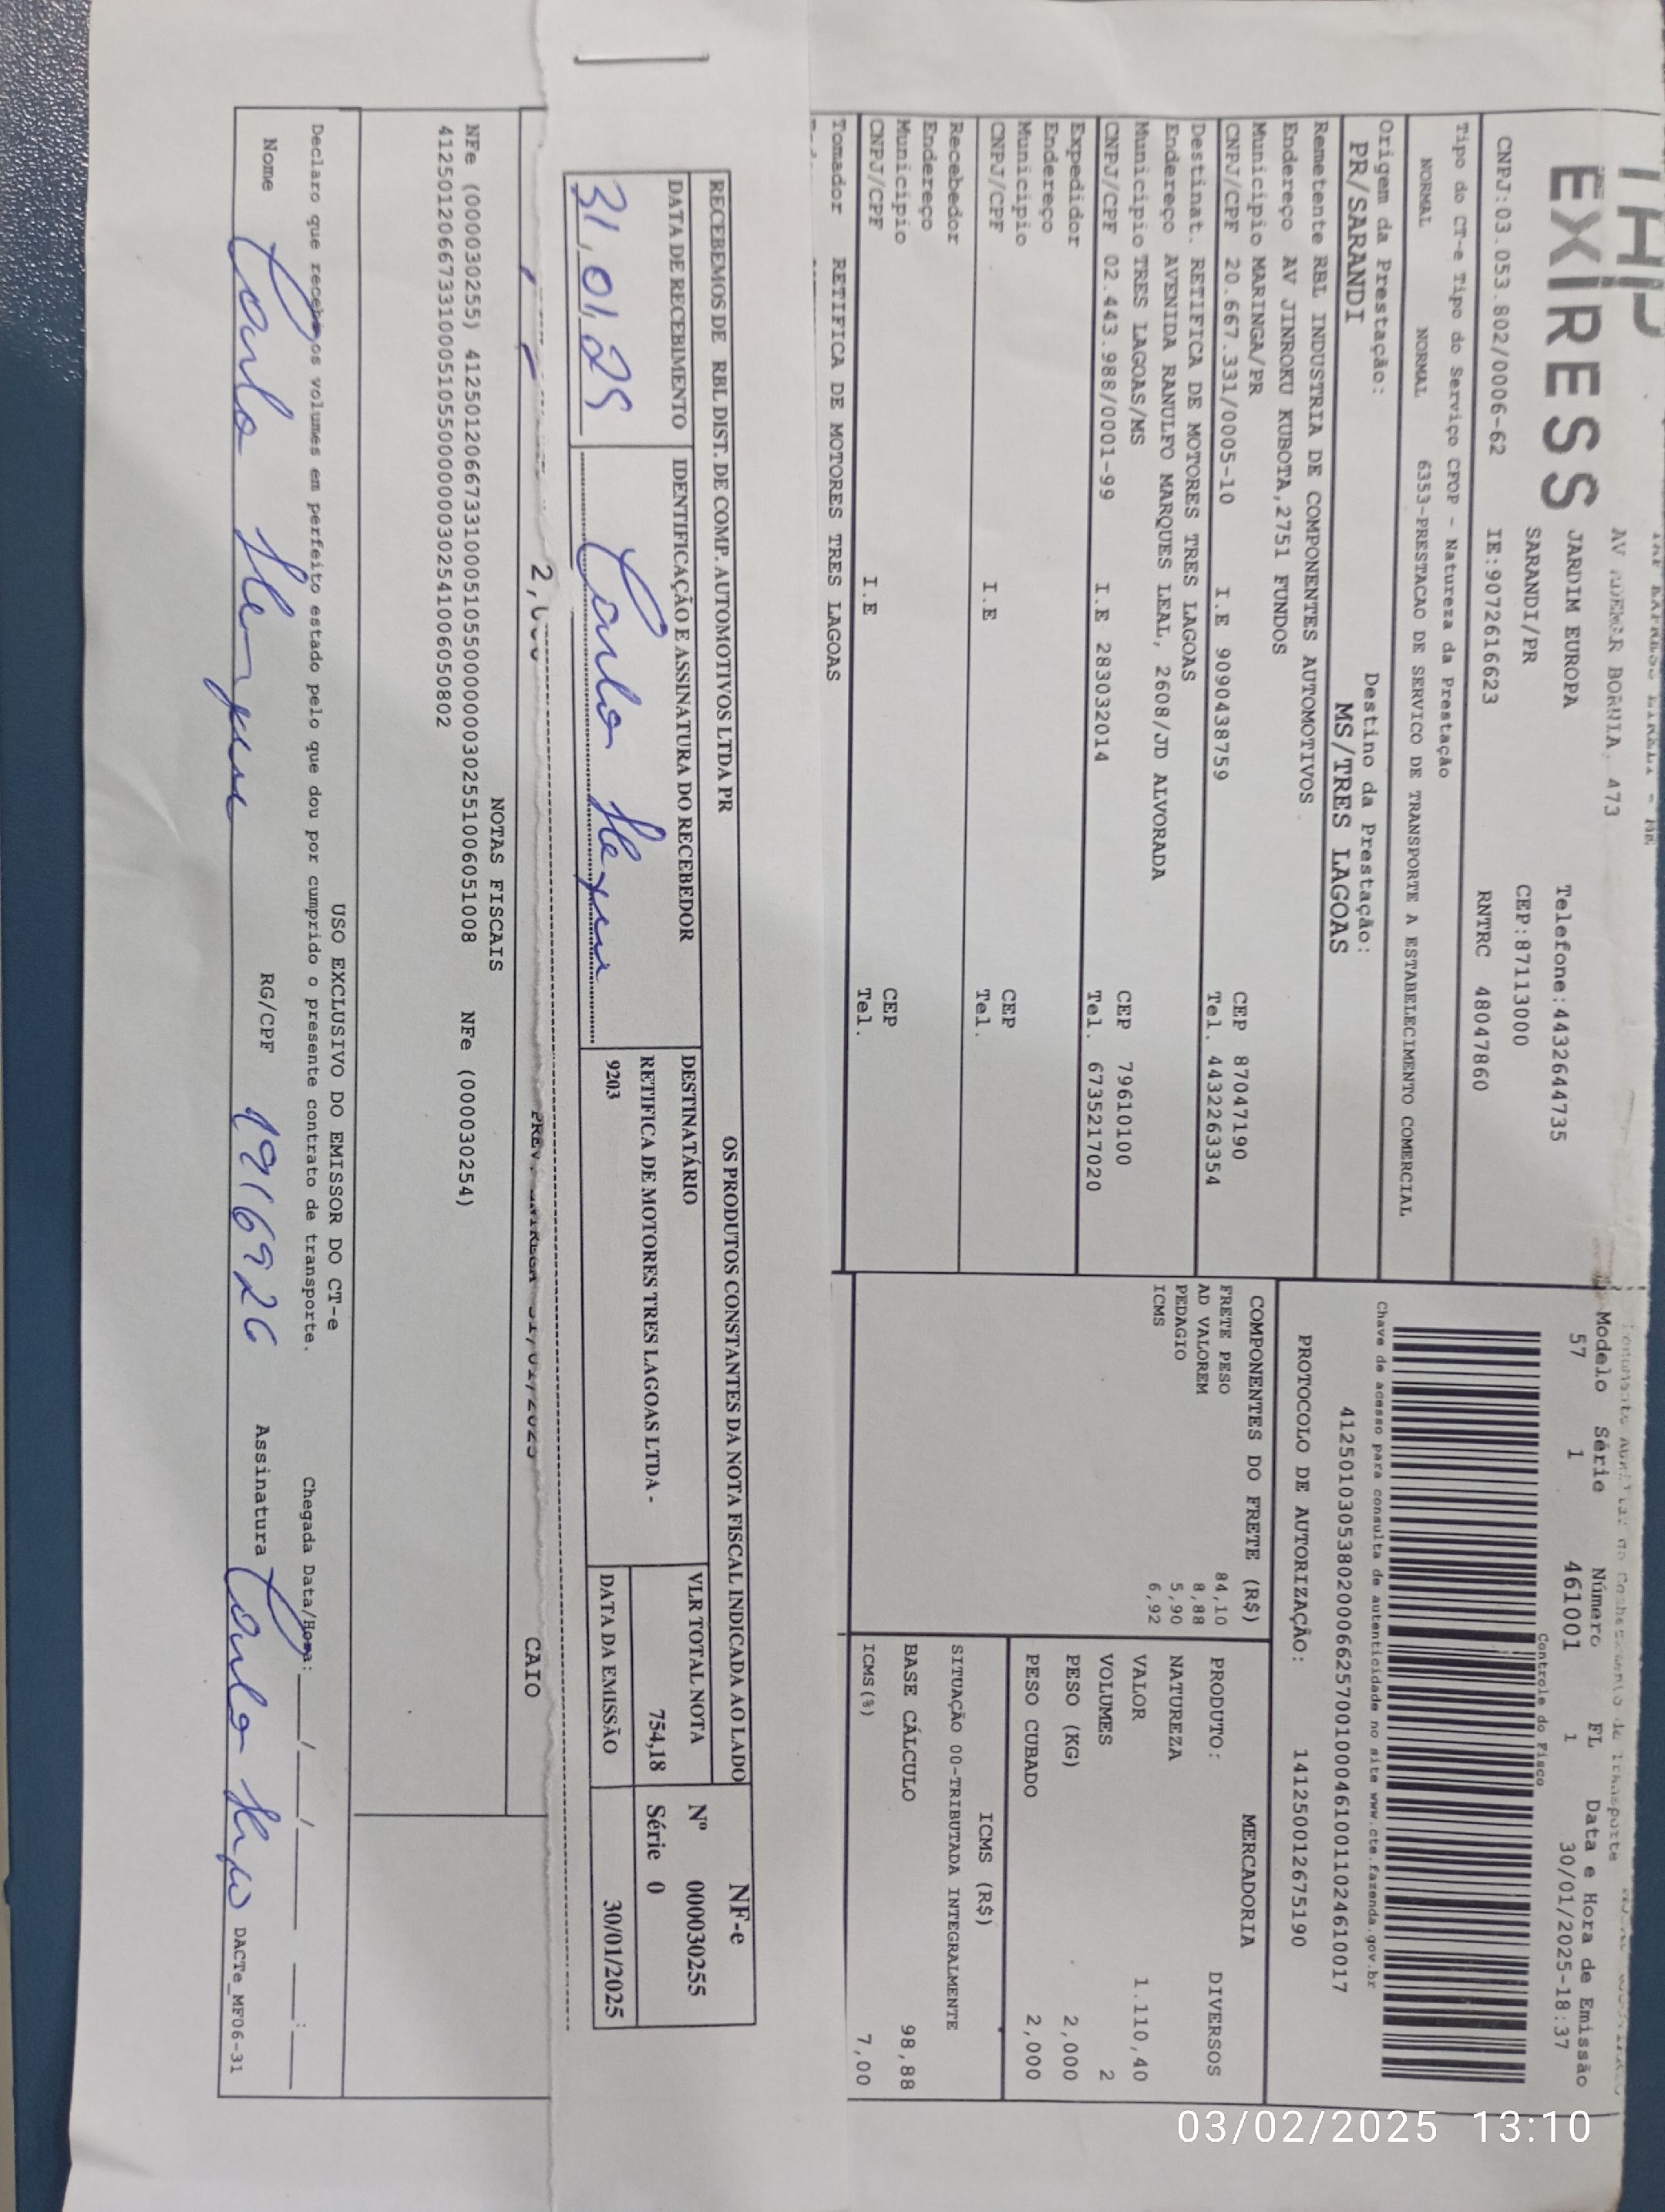 THP
EXPRESS
AV ADEMAR BORNIA, 473
JARDIM EUROPA
SARANDI/PR
Telefone:4432644735
CEP:87113000
CNPJ:03.053.802/0006-62 IE:9072616623 RNTRC 48047860
Tipo do CT-e Tipo do Serviço CFOP - Natureza da Prestação
NORMAL NORMAL 6353-PRESTACAO DE SERVICO DE TRANSPORTE A ESTABELECIMENTO COMERCIAL
Origem da Prestação: Destino da Prestação:
PR/SARANDI MS/TRES LAGOAS
Remetente RBL INDUSTRIA DE COMPONENTES AUTOMOTIVOS
Endereço AV JINROKU KUBOTA,2751 FUNDOS
Municipio MARINGA/PR CEP 87047190
CNPJ/CPF 20.667.331/0005-10 I.E 9090438759 Tel. 4432263354
Destinat. RETIFICA DE MOTORES TRES LAGOAS
Endereço AVENIDA RANULFO MARQUES LEAL, 2608/JD ALVORADA
Municipio TRES LAGOAS/MS CEP 79610100
CNPJ/CPF 02.443.988/0001-99 I.E 283032014 Tel. 6735217020
Expedidor
Endereço
Municipio CEP
CNPJ/CPF I.E Tel.
Recebedor
Endereço
Municipio CEP
CNPJ/CPF I.E Tel.
Tomador RETIFICA DE MOTORES TRES LAGOAS
Documento Auxiliar do Conhecimento de Transporte
Modelo Série Número FL Data e Hora de Emissão
57 1 461001 1 30/01/2025-18:37
Controle do Fisco
Chave de acesso para consulta de autenticidade no site www.cte.fazenda.gov.br
41250103053802000662570010004610011024610017
PROTOCOLO DE AUTORIZAÇÃO: 141250012675190
COMPONENTES DO FRETE (R$)
FRETE PESO 84,10
AD VALOREM 8,88
PEDAGIO 5,90
ICMS 6,92
MERCADORIA
PRODUTO: DIVERSOS
NATUREZA
VALOR 1.110,40
VOLUMES 2
PESO (KG) 2,000
PESO CUBADO 2,000
ICMS (R$)
SITUAÇÃO 00-TRIBUTADA INTEGRALMENTE
BASE CÁLCULO 98,88
ICMS(%) 7,00
RECEBEMOS DE RBL DIST. DE COMP. AUTOMOTIVOS LTDA PR OS PRODUTOS CONSTANTES DA NOTA FISCAL INDICADA AO LADO
DATA DE RECEBIMENTO IDENTIFICAÇÃO E ASSINATURA DO RECEBEDOR
31,01,25
DESTINATÁRIO
RETIFICA DE MOTORES TRES LAGOAS LTDA -
9203
VLR TOTAL NOTA
754,18
DATA DA EMISSÃO
30/01/2025
NF-e
Nº 000030255
Série 0
CAIO
NOTAS FISCAIS
NFe (000030255) 41250120667331000510550000000302551006051008 NFe (000030254)
41250120667331000510550000000302541006050802
USO EXCLUSIVO DO EMISSOR DO CT-e
Declaro que recebi os volumes em perfeito estado pelo que dou por cumprido o presente contrato de transporte. Chegada Data/Hora: / / :
Nome RG/CPF 1916926 Assinatura
DACTe_MF06-31
03/02/2025 13:10